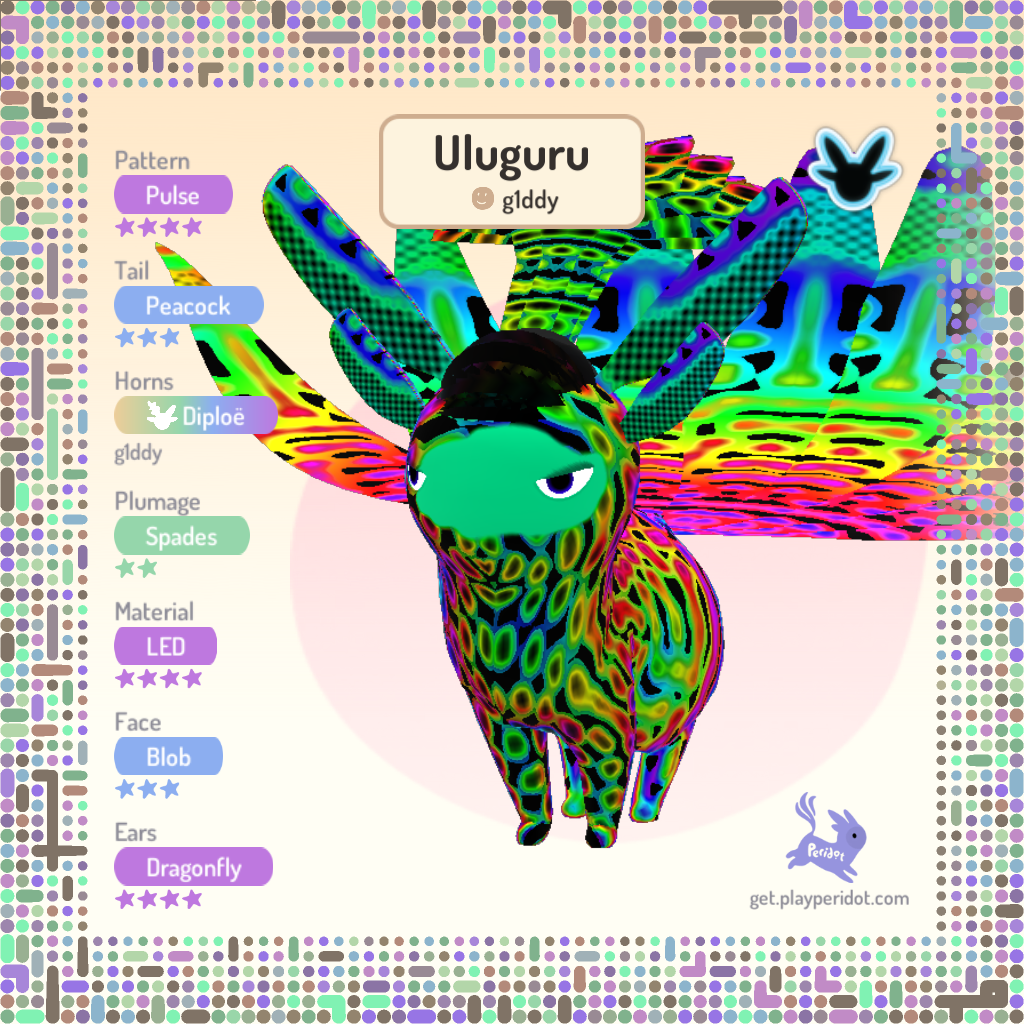 Uluguru
g1ddy
Pattern
Pulse
Tail
Peacock
Horns
Diploë
g1ddy
Plumage
Spades
Material
LED
Face
Blob
Ears
Dragonfly
Peridot
get.playperidot.com